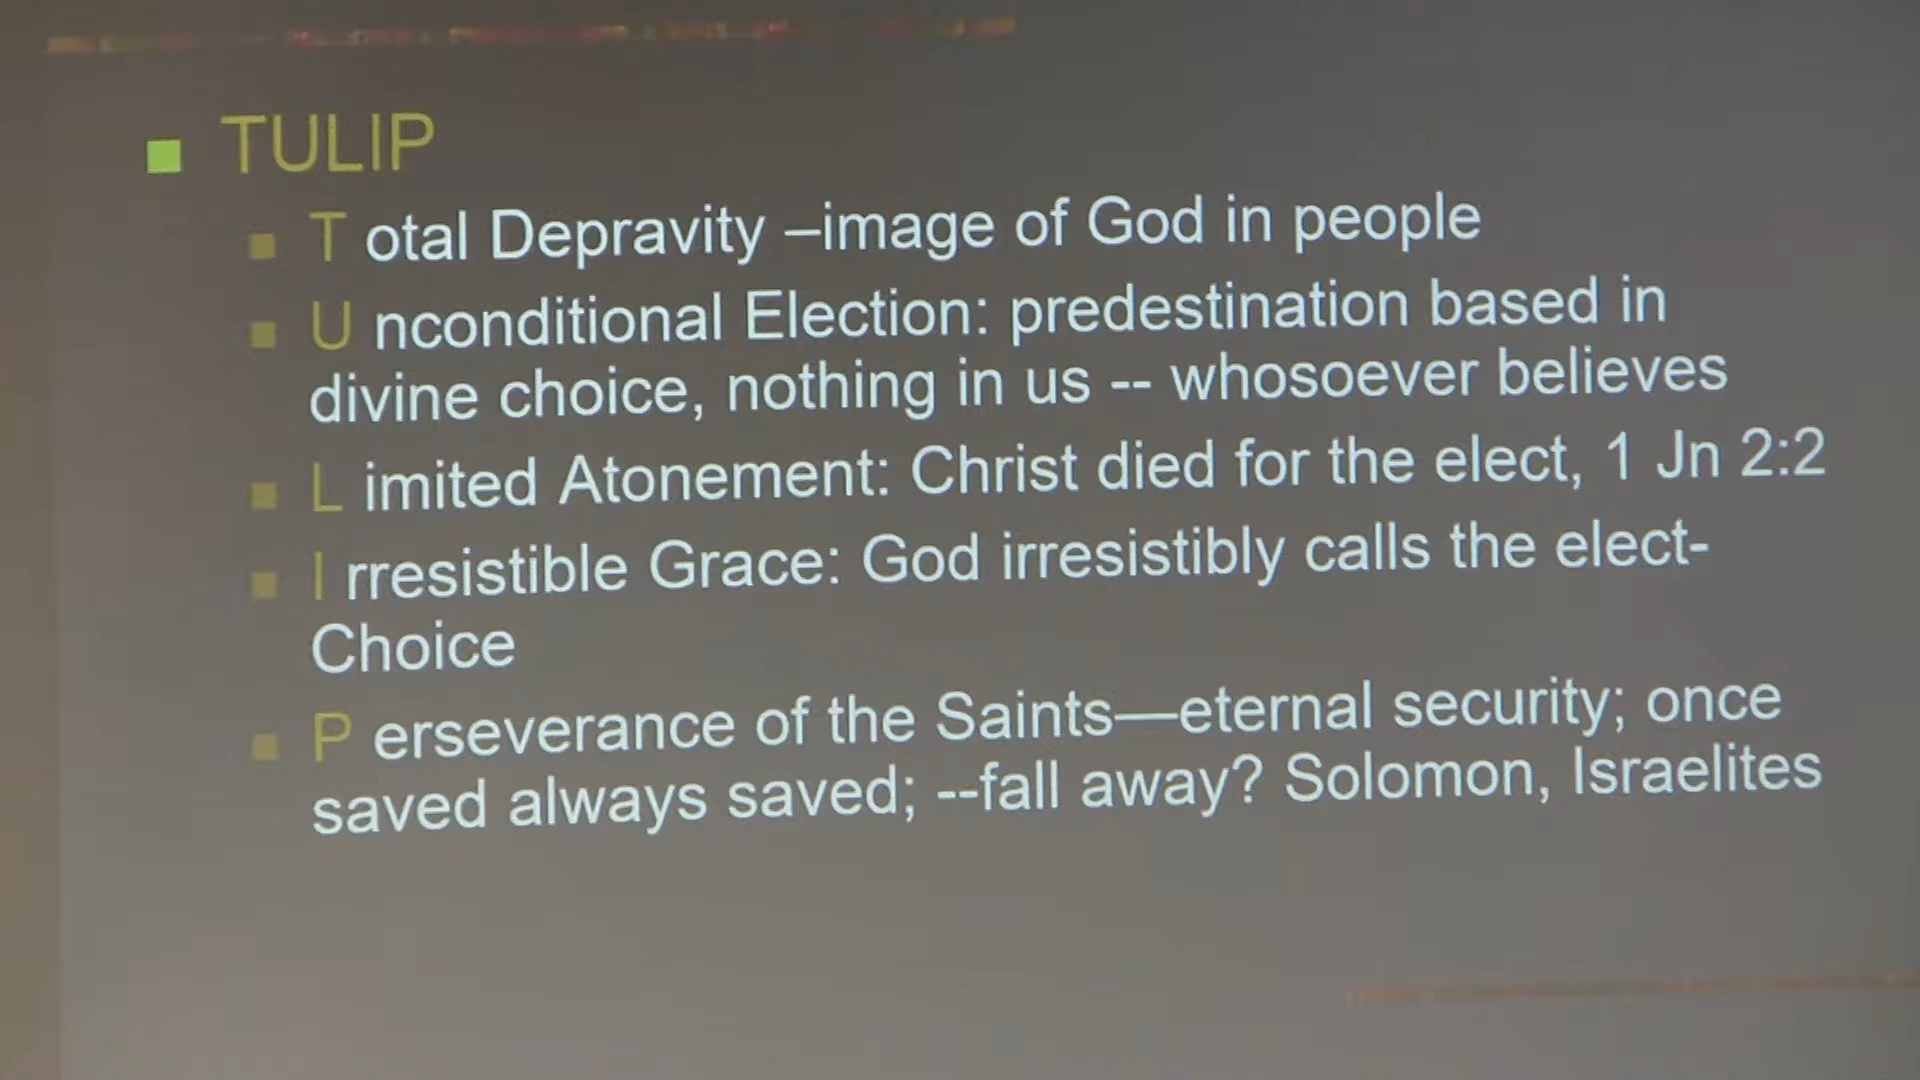 TULIP
T otal Depravity –image of God in people
U nconditional Election: predestination based in
divine choice, nothing in us -- whosoever believes
L imited Atonement: Christ died for the elect, 1 Jn 2:2
I rresistible Grace: God irresistibly calls the elect-
Choice
P erseverance of the Saints—eternal security; once
saved always saved; --fall away? Solomon, Israelites